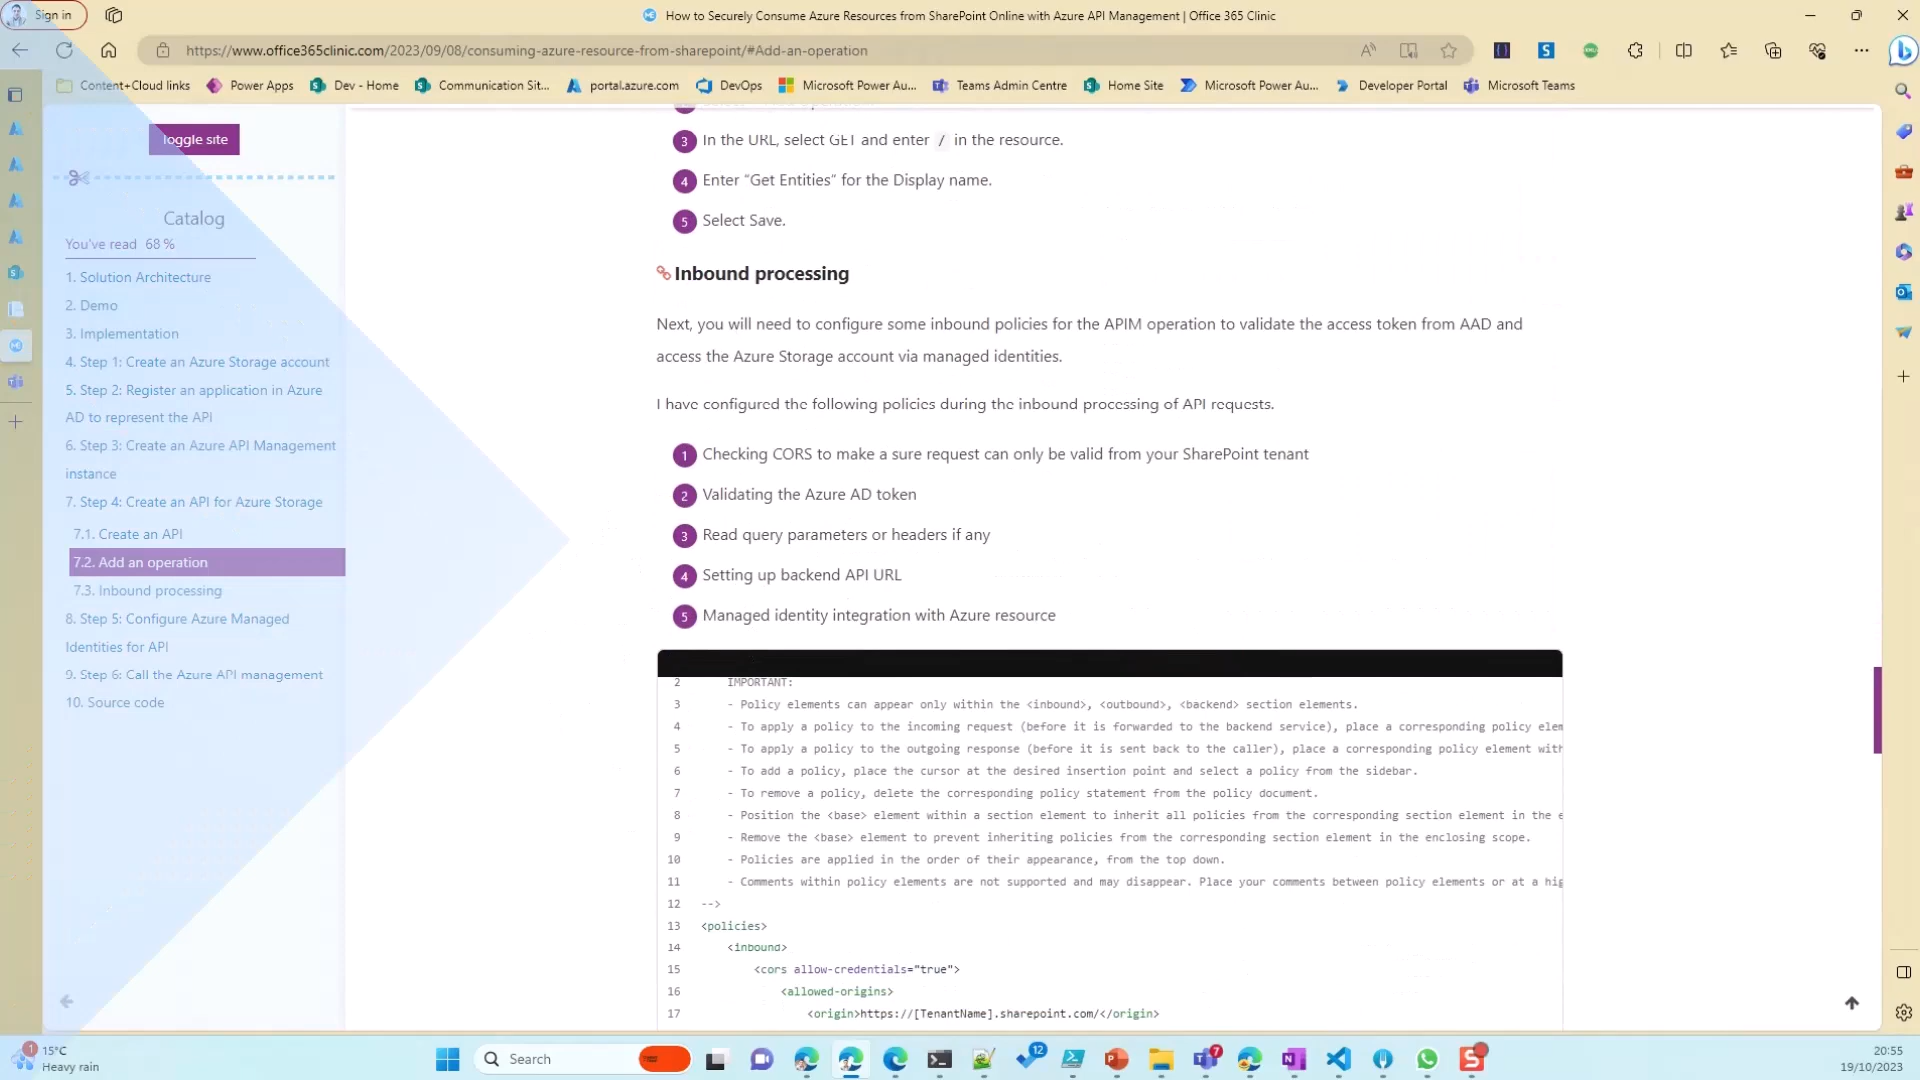 Sign in
How to Securely Consume Azure Resources from SharePoint Online with Azure API Management | Office 365 Clinic
https://www.office365clinic.com/2023/09/08/consuming-azure-resource-from-sharepoint/#Add-an-operation
Content+Cloud links
Power Apps
Dev - Home
Communication Sit...
portal.azure.com
DevOps
Microsoft Power Au...
Teams Admin Centre
Home Site
Microsoft Power Au...
Developer Portal
Microsoft Teams
Toggle site
Catalog
You've read 68 %
1. Solution Architecture
2. Demo
3. Implementation
4. Step 1: Create an Azure Storage account
5. Step 2: Register an application in Azure
AD to represent the API
6. Step 3: Create an Azure API Management
instance
7. Step 4: Create an API for Azure Storage
7.1. Create an API
7.2. Add an operation
7.3. Inbound processing
8. Step 5: Configure Azure Managed
Identities for API
9. Step 6: Call the Azure API management
10. Source code
3 In the URL, select GET and enter / in the resource.
4 Enter “Get Entities” for the Display name.
5 Select Save.
Inbound processing
Next, you will need to configure some inbound policies for the APIM operation to validate the access token from AAD and
access the Azure Storage account via managed identities.
I have configured the following policies during the inbound processing of API requests.
1 Checking CORS to make a sure request can only be valid from your SharePoint tenant
2 Validating the Azure AD token
3 Read query parameters or headers if any
4 Setting up backend API URL
5 Managed identity integration with Azure resource
2 IMPORTANT:
3 - Policy elements can appear only within the <inbound>, <outbound>, <backend> section elements.
4 - To apply a policy to the incoming request (before it is forwarded to the backend service), place a corresponding policy elem
5 - To apply a policy to the outgoing response (before it is sent back to the caller), place a corresponding policy element with
6 - To add a policy, place the cursor at the desired insertion point and select a policy from the sidebar.
7 - To remove a policy, delete the corresponding policy statement from the policy document.
8 - Position the <base> element within a section element to inherit all policies from the corresponding section element in the e
9 - Remove the <base> element to prevent inheriting policies from the corresponding section element in the enclosing scope.
10 - Policies are applied in the order of their appearance, from the top down.
11 - Comments within policy elements are not supported and may disappear. Place your comments between policy elements or at a hig
12 -->
13 <policies>
14 <inbound>
15 <cors allow-credentials="true">
16 <allowed-origins>
17 <origin>https://[TenantName].sharepoint.com/</origin>
1
15°C
Heavy rain
Search
12
7
20:55
19/10/2023